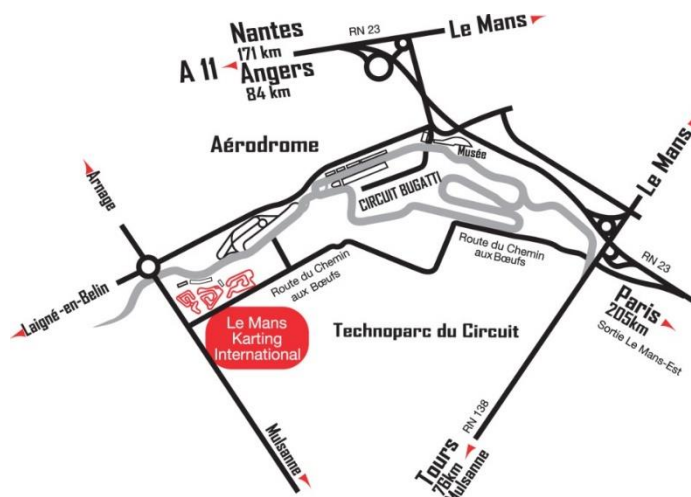 RN 23
Le Mans
Nantes
171 km
A 11
Angers
84 km
Aérodrome
Musée
CIRCUIT BUGATTI
Le Mans
Arnage
Route du Chemin
aux Bœufs
RN 23
Laigné-en-Belin
Route du Chemin
aux Bœufs
Paris
205km
Sortie Le Mans-Est
Le Mans
Karting
International
Technoparc du Circuit
RN 138
Mulsanne
Tours
76km
Mulsanne